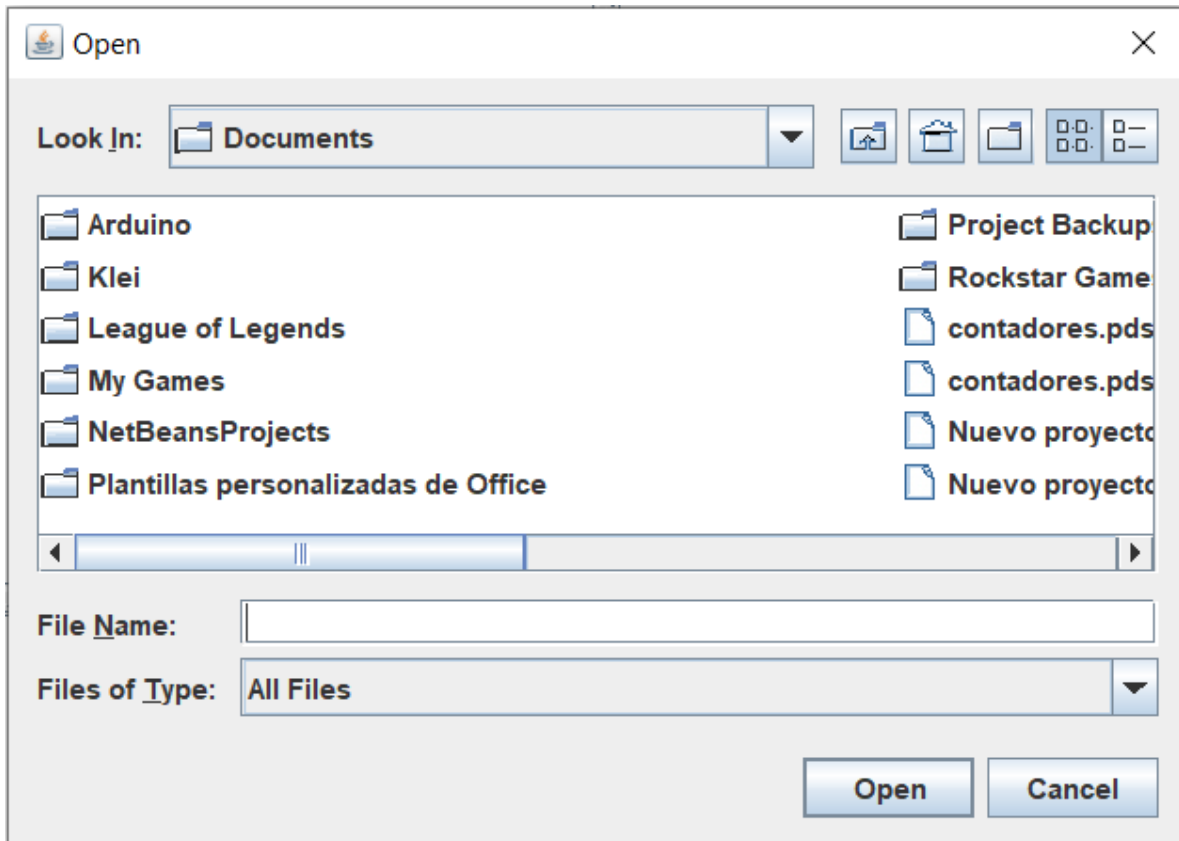 Open
Look In: Documents
Arduino
Klei
League of Legends
My Games
NetBeansProjects
Plantillas personalizadas de Office
Project Backup
Rockstar Game
contadores.pds
contadores.pds
Nuevo proyecto
Nuevo proyecto
File Name:
Files of Type: All Files
Open Cancel